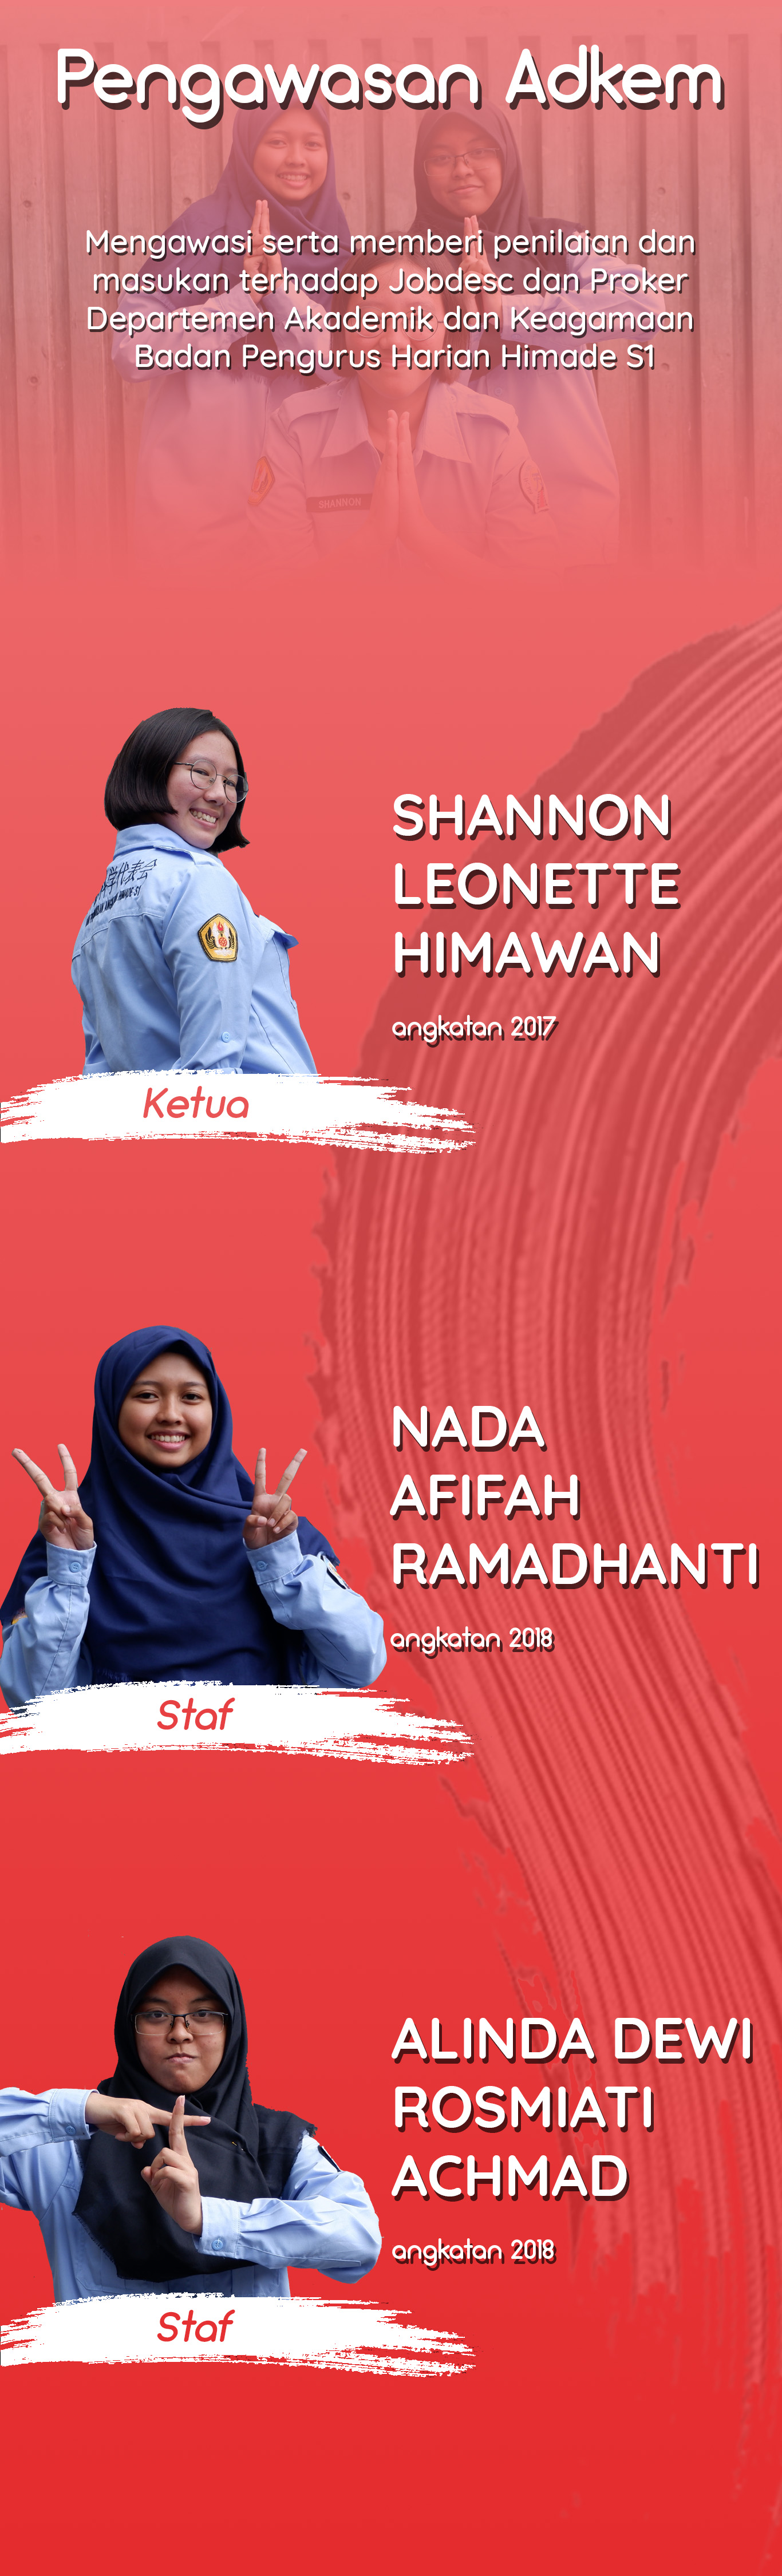 Pengawasan Adkem
Mengawasi serta memberi penilaian dan
masukan terhadap Jobdesc dan Proker
Departemen Akademik dan Keagamaan
Badan Pengurus Harian Himade S1
SHANNON
SHANNON
LEONETTE
HIMAWAN
angkatan 2017
Ketua
NADA
AFIFAH
RAMADHANTI
angkatan 2018
Staf
ALINDA DEWI
ROSMIATI
ACHMAD
angkatan 2018
Staf